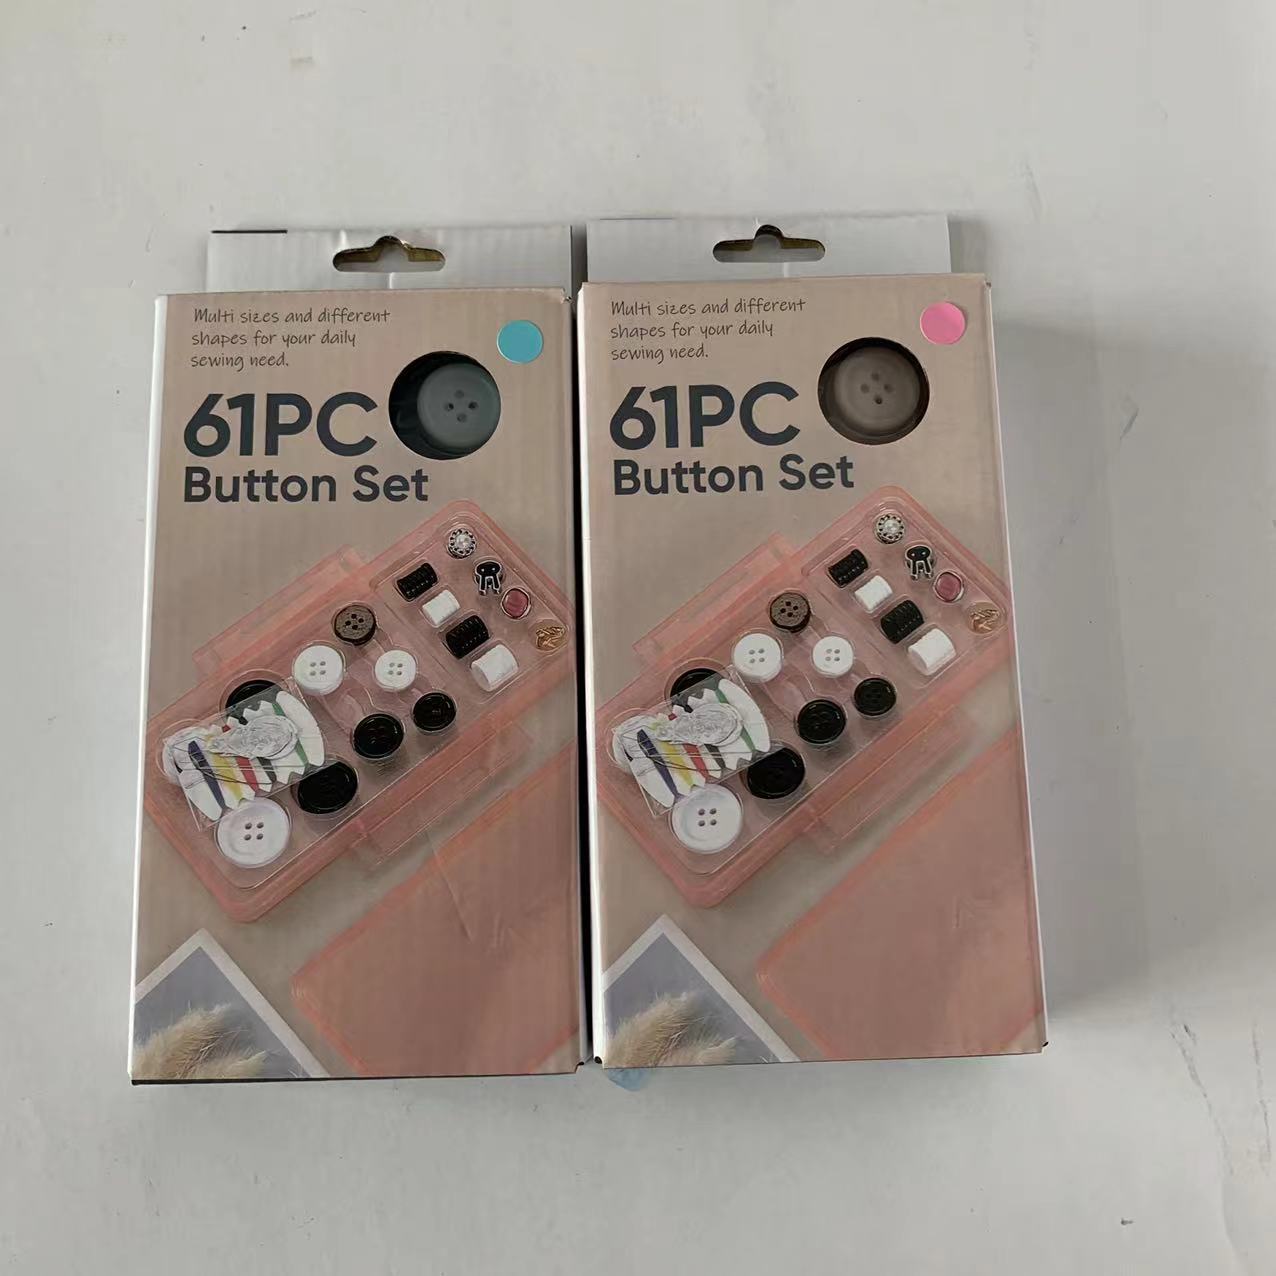 Multi sizes and different
shapes for your daily
sewing need.
61PC
Button Set
Multi sizes and different
shapes for your daily
sewing need.
61PC
Button Set